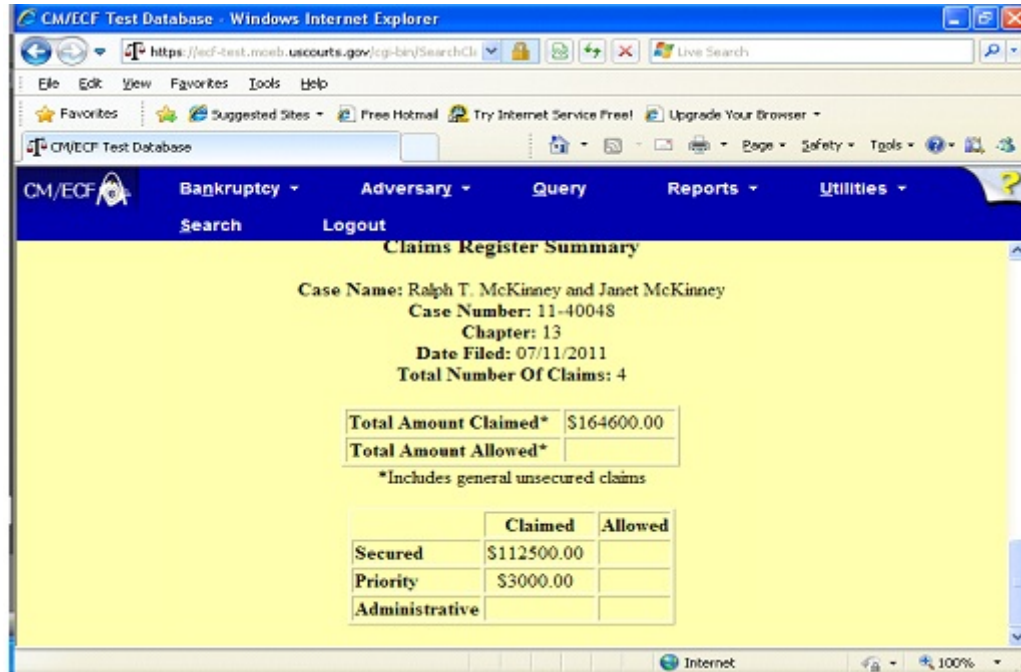 CM/ECF Test Database - Windows Internet Explorer
https://ecf-test.moeb.uscourts.gov/cgi-bin/SearchCl Live Search
File Edit View Favorites Tools Help
Favorites Suggested Sites Free Hotmail Try Internet Service Free! Upgrade Your Browser
CM/ECF Test Database Page Safety Tools
CM/ECF Bankruptcy Adversary Query Reports Utilities ?
Search Logout
Claims Register Summary
Case Name: Ralph T. McKinney and Janet McKinney
Case Number: 11-40048
Chapter: 13
Date Filed: 07/11/2011
Total Number Of Claims: 4
Total Amount Claimed* $164600.00
Total Amount Allowed*
*Includes general unsecured claims
Claimed Allowed
Secured $112500.00
Priority $3000.00
Administrative
Internet 100%